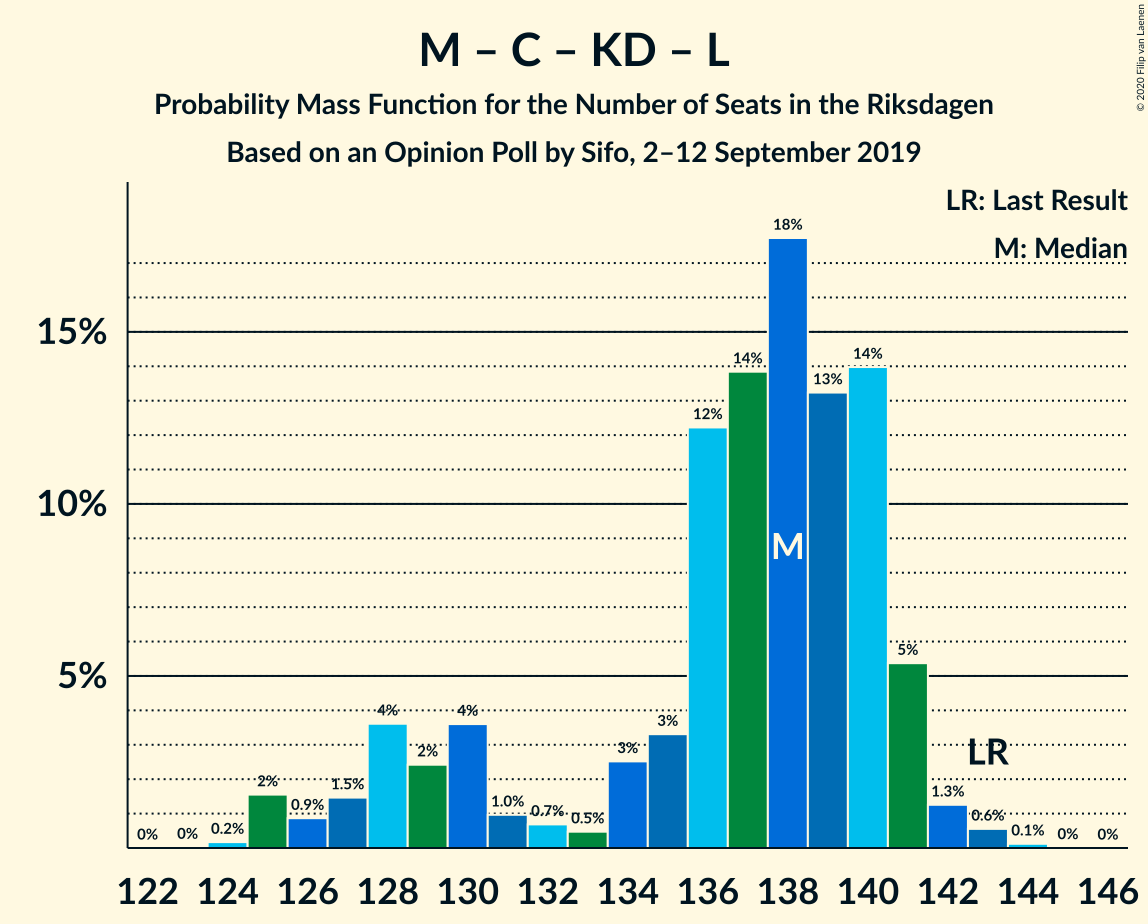 M – C – KD – L
Probability Mass Function for the Number of Seats in the Riksdagen
Based on an Opinion Poll by Sifo, 2–12 September 2019
© 2020 Filip van Laenen
LR: Last Result
M: Median
15%
10%
5%
0% 0% 0.2% 2% 0.9% 1.5% 4% 2% 4% 1.0% 0.7% 0.5% 3% 3% 12% 14% 18% 13% 14% 5% 1.3% 0.6% 0.1% 0% 0%
M
LR
122 124 126 128 130 132 134 136 138 140 142 144 146